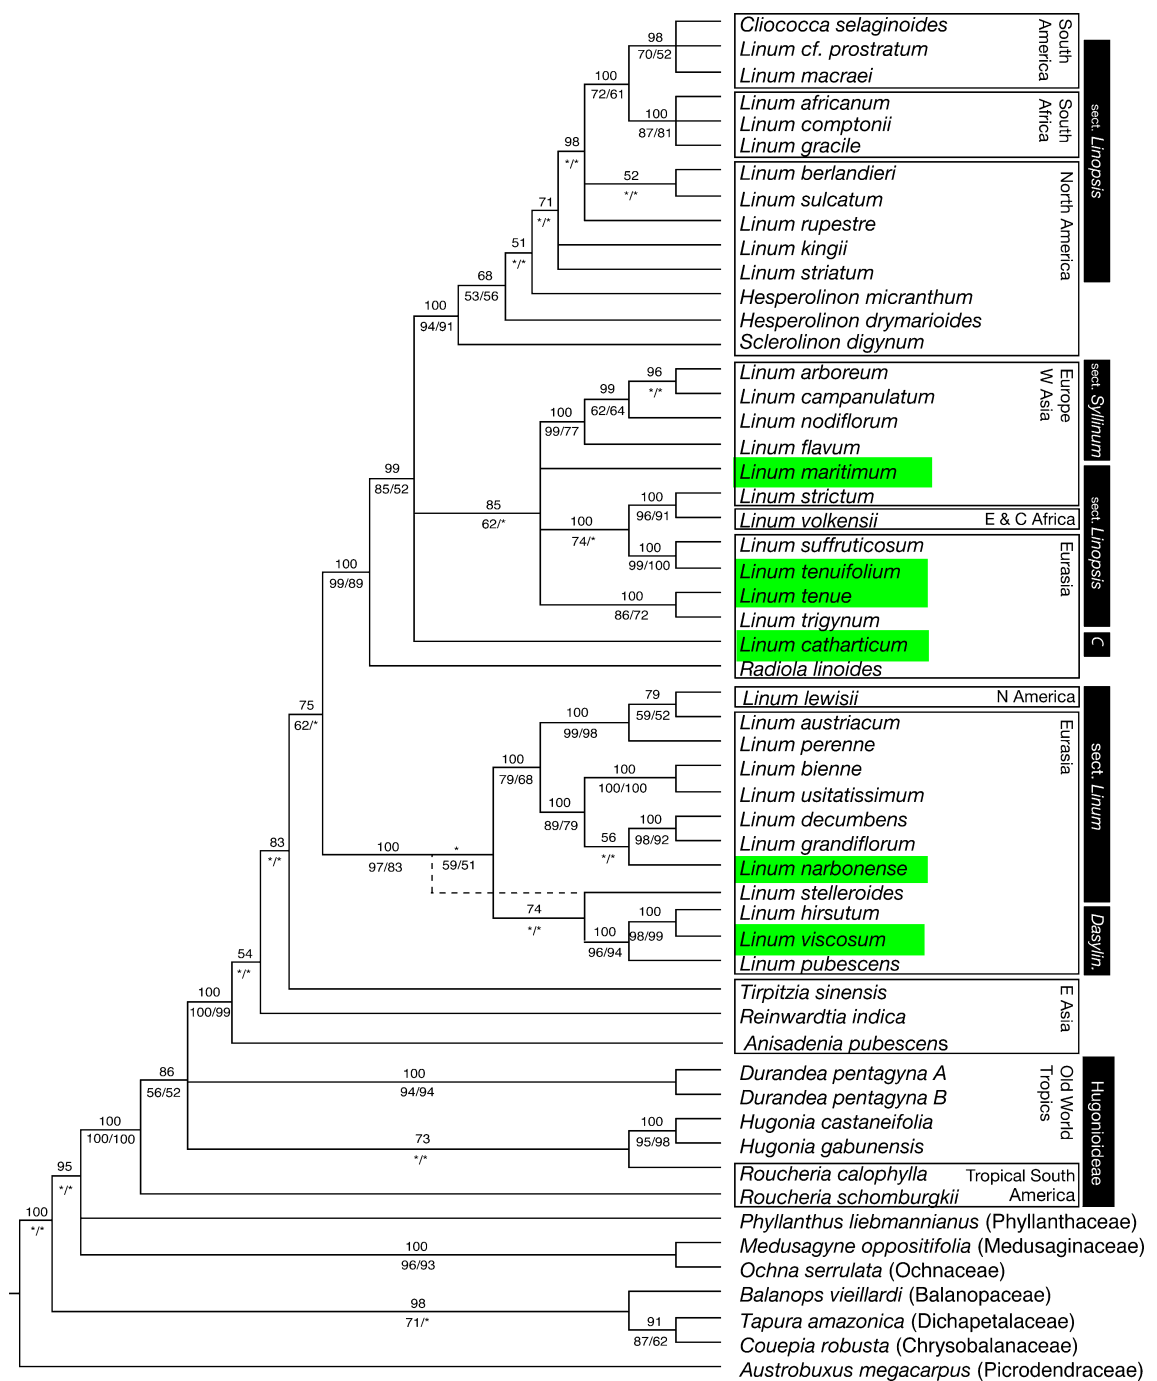 Cliococca selaginoides
Linum cf. prostratum
Linum macraei
South America
98
70/52
100
72/61
Linum africanum
Linum comptonii
Linum gracile
South Africa
100
87/81
sect. Linopsis
98
*/*
Linum berlandieri
Linum sulcatum
Linum rupestre
Linum kingii
Linum striatum
Hesperolinon micranthum
Hesperolinon drymarioides
Sclerolinon digynum
North America
52
*/*
71
*/*
51
*/*
68
53/56
100
94/91
Linum arboreum
Linum campanulatum
Linum nodiflorum
Linum flavum
Linum maritimum
Linum strictum
Europe
W Asia
sect. Syllinum
96
*/*
99
62/64
100
99/77
99
85/52
85
62/*
100
96/91
Linum volkensii
E & C Africa
sect. Linopsis
100
74/*
100
99/100
Linum suffruticosum
Linum tenuifolium
Linum tenue
Linum trigynum
Linum catharticum
Radiola linoides
Eurasia
C
100
86/72
100
99/89
Linum lewisii
N America
79
59/52
100
99/98
75
62/*
Linum austriacum
Linum perenne
Linum bienne
Linum usitatissimum
Linum decumbens
Linum grandiflorum
Linum narbonense
Linum stelleroides
Linum hirsutum
Linum viscosum
Linum pubescens
Eurasia
sect. Linum
Dasylin.
100
79/68
100
100/100
100
89/79
100
98/92
56
*/*
100
97/83
*
59/51
83
*/*
74
*/*
100
98/99
100
96/94
54
*/*
Tirpitzia sinensis
Reinwardtia indica
Anisadenia pubescens
E Asia
100
100/99
86
56/52
Durandea pentagyna A
Durandea pentagyna B
Hugonia castaneifolia
Hugonia gabunensis
Old World
Tropics
Hugonioideae
100
94/94
100
95/98
73
*/*
100
100/100
Roucheria calophylla
Roucheria schomburgkii
Tropical South
America
95
*/*
100
*/*
Phyllanthus liebmannianus (Phyllanthaceae)
Medusagyne oppositifolia (Medusaginaceae)
Ochna serrulata (Ochnaceae)
100
96/93
Balanops vieillardi (Balanopaceae)
Tapura amazonica (Dichapetalaceae)
Couepia robusta (Chrysobalanaceae)
Austrobuxus megacarpus (Picrodendraceae)
98
71/*
91
87/62